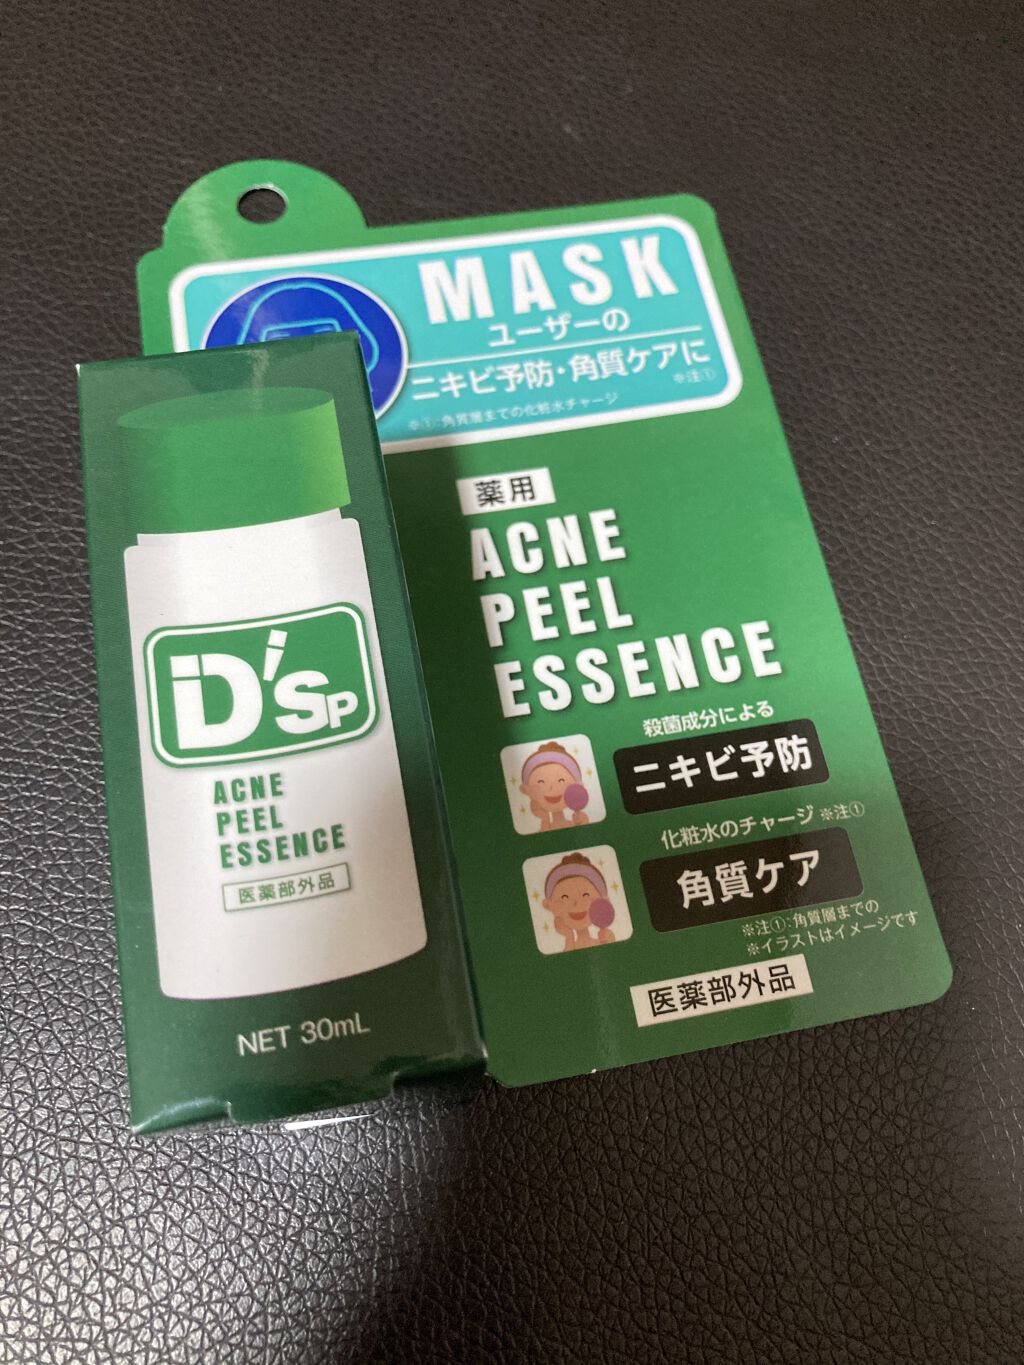 MASK
ユーザーの
ニキビ予防・角質ケアに
※注①
※①:角質層までの化粧水チャージ
薬用
ACNE
PEEL
ESSENCE
殺菌成分による
ニキビ予防
化粧水のチャージ ※注①
角質ケア
※注①:角質層までの
※イラストはイメージです
医薬部外品
D'sP
ACNE
PEEL
ESSENCE
医薬部外品
NET 30mL